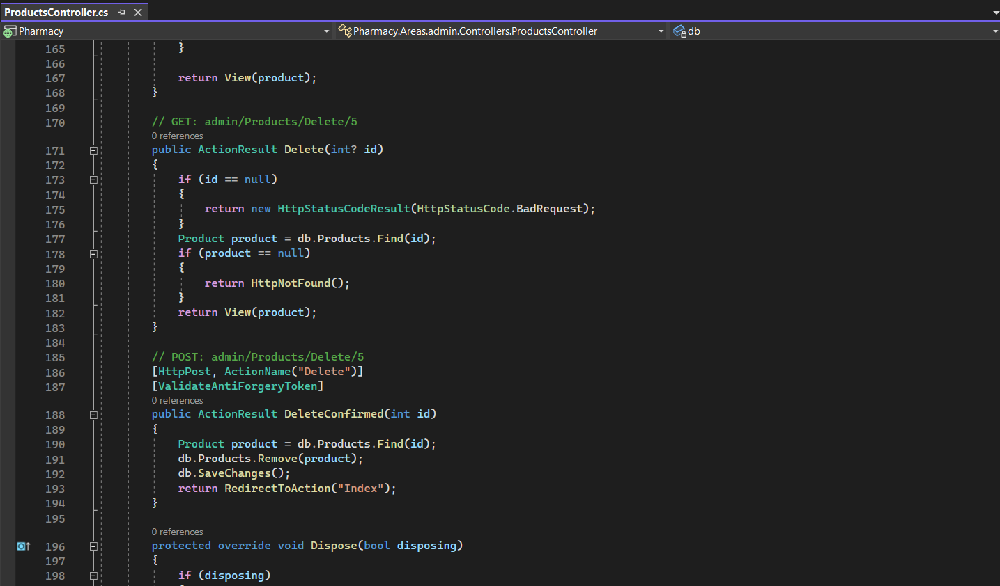 ProductsController.cs
Pharmacy Pharmacy.Areas.admin.Controllers.ProductsController db
165 }
166
167 return View(product);
168 }
169
170 // GET: admin/Products/Delete/5
0 references
171 public ActionResult Delete(int? id)
172 {
173 if (id == null)
174 {
175 return new HttpStatusCodeResult(HttpStatusCode.BadRequest);
176 }
177 Product product = db.Products.Find(id);
178 if (product == null)
179 {
180 return HttpNotFound();
181 }
182 return View(product);
183 }
184
185 // POST: admin/Products/Delete/5
186 [HttpPost, ActionName("Delete")]
187 [ValidateAntiForgeryToken]
0 references
188 public ActionResult DeleteConfirmed(int id)
189 {
190 Product product = db.Products.Find(id);
191 db.Products.Remove(product);
192 db.SaveChanges();
193 return RedirectToAction("Index");
194 }
195
0 references
196 protected override void Dispose(bool disposing)
197 {
198 if (disposing)